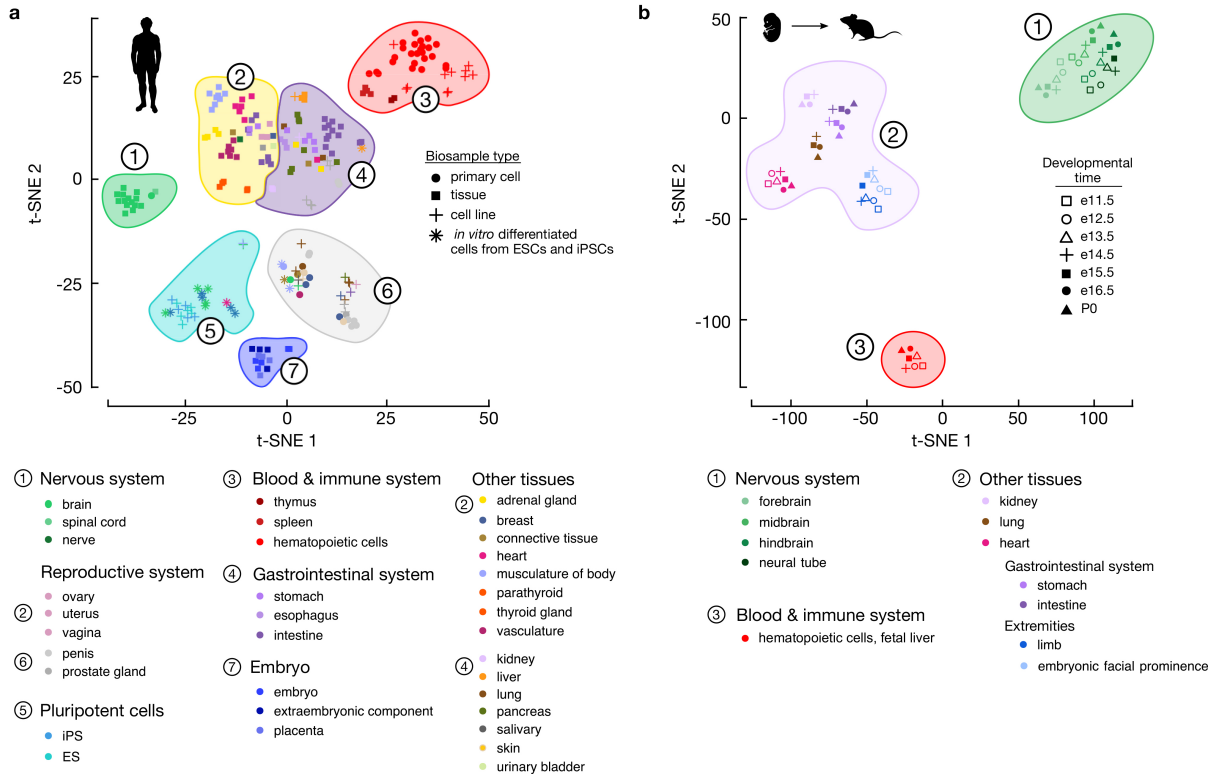 a
t-SNE 2
25
0
-25
-50
-25
0
25
50
t-SNE 1
1
2
3
4
5
6
7
Biosample type
primary cell
tissue
cell line
in vitro differentiated
cells from ESCs and iPSCs
b
t-SNE 2
50
0
-50
-100
-100
-50
0
50
100
t-SNE 1
1
2
3
Developmental
time
e11.5
e12.5
e13.5
e14.5
e15.5
e16.5
P0
1 Nervous system
brain
spinal cord
nerve
Reproductive system
ovary
2 uterus
vagina
penis
6 prostate gland
5 Pluripotent cells
iPS
ES
3 Blood & immune system
thymus
spleen
hematopoietic cells
4 Gastrointestinal system
stomach
esophagus
intestine
7 Embryo
embryo
extraembryonic component
placenta
Other tissues
2 adrenal gland
breast
connective tissue
heart
musculature of body
parathyroid
thyroid gland
vasculature
4 kidney
liver
lung
pancreas
salivary
skin
urinary bladder
1 Nervous system
forebrain
midbrain
hindbrain
neural tube
3 Blood & immune system
hematopoietic cells, fetal liver
2 Other tissues
kidney
lung
heart
Gastrointestinal system
stomach
intestine
Extremities
limb
embryonic facial prominence